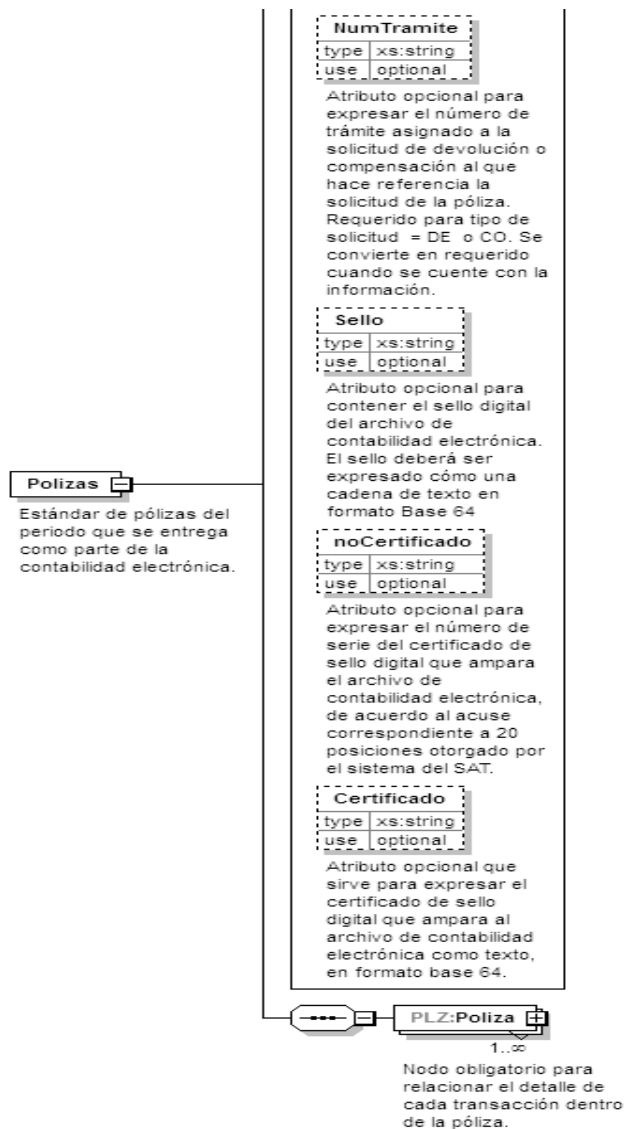 NumTramite
type xs:string
use optional
Atributo opcional para
expresar el número de
trámite asignado a la
solicitud de devolución o
compensación al que
hace referencia la
solicitud de la póliza.
Requerido para tipo de
solicitud = DE o CO. Se
convierte en requerido
cuando se cuente con la
información.
Sello
type xs:string
use optional
Atributo opcional para
contener el sello digital
del archivo de
contabilidad electrónica.
El sello deberá ser
expresado cómo una
cadena de texto en
formato Base 64
Polizas
Estándar de pólizas del
periodo que se entrega
como parte de la
contabilidad electrónica.
noCertificado
type xs:string
use optional
Atributo opcional para
expresar el número de
serie del certificado de
sello digital que ampara
el archivo de
contabilidad electrónica,
de acuerdo al acuse
correspondiente a 20
posiciones otorgado por
el sistema del SAT.
Certificado
type xs:string
use optional
Atributo opcional que
sirve para expresar el
certificado de sello
digital que ampara al
archivo de contabilidad
electrónica como texto,
en formato base 64.
PLZ:Poliza
1..∞
Nodo obligatorio para
relacionar el detalle de
cada transacción dentro
de la póliza.